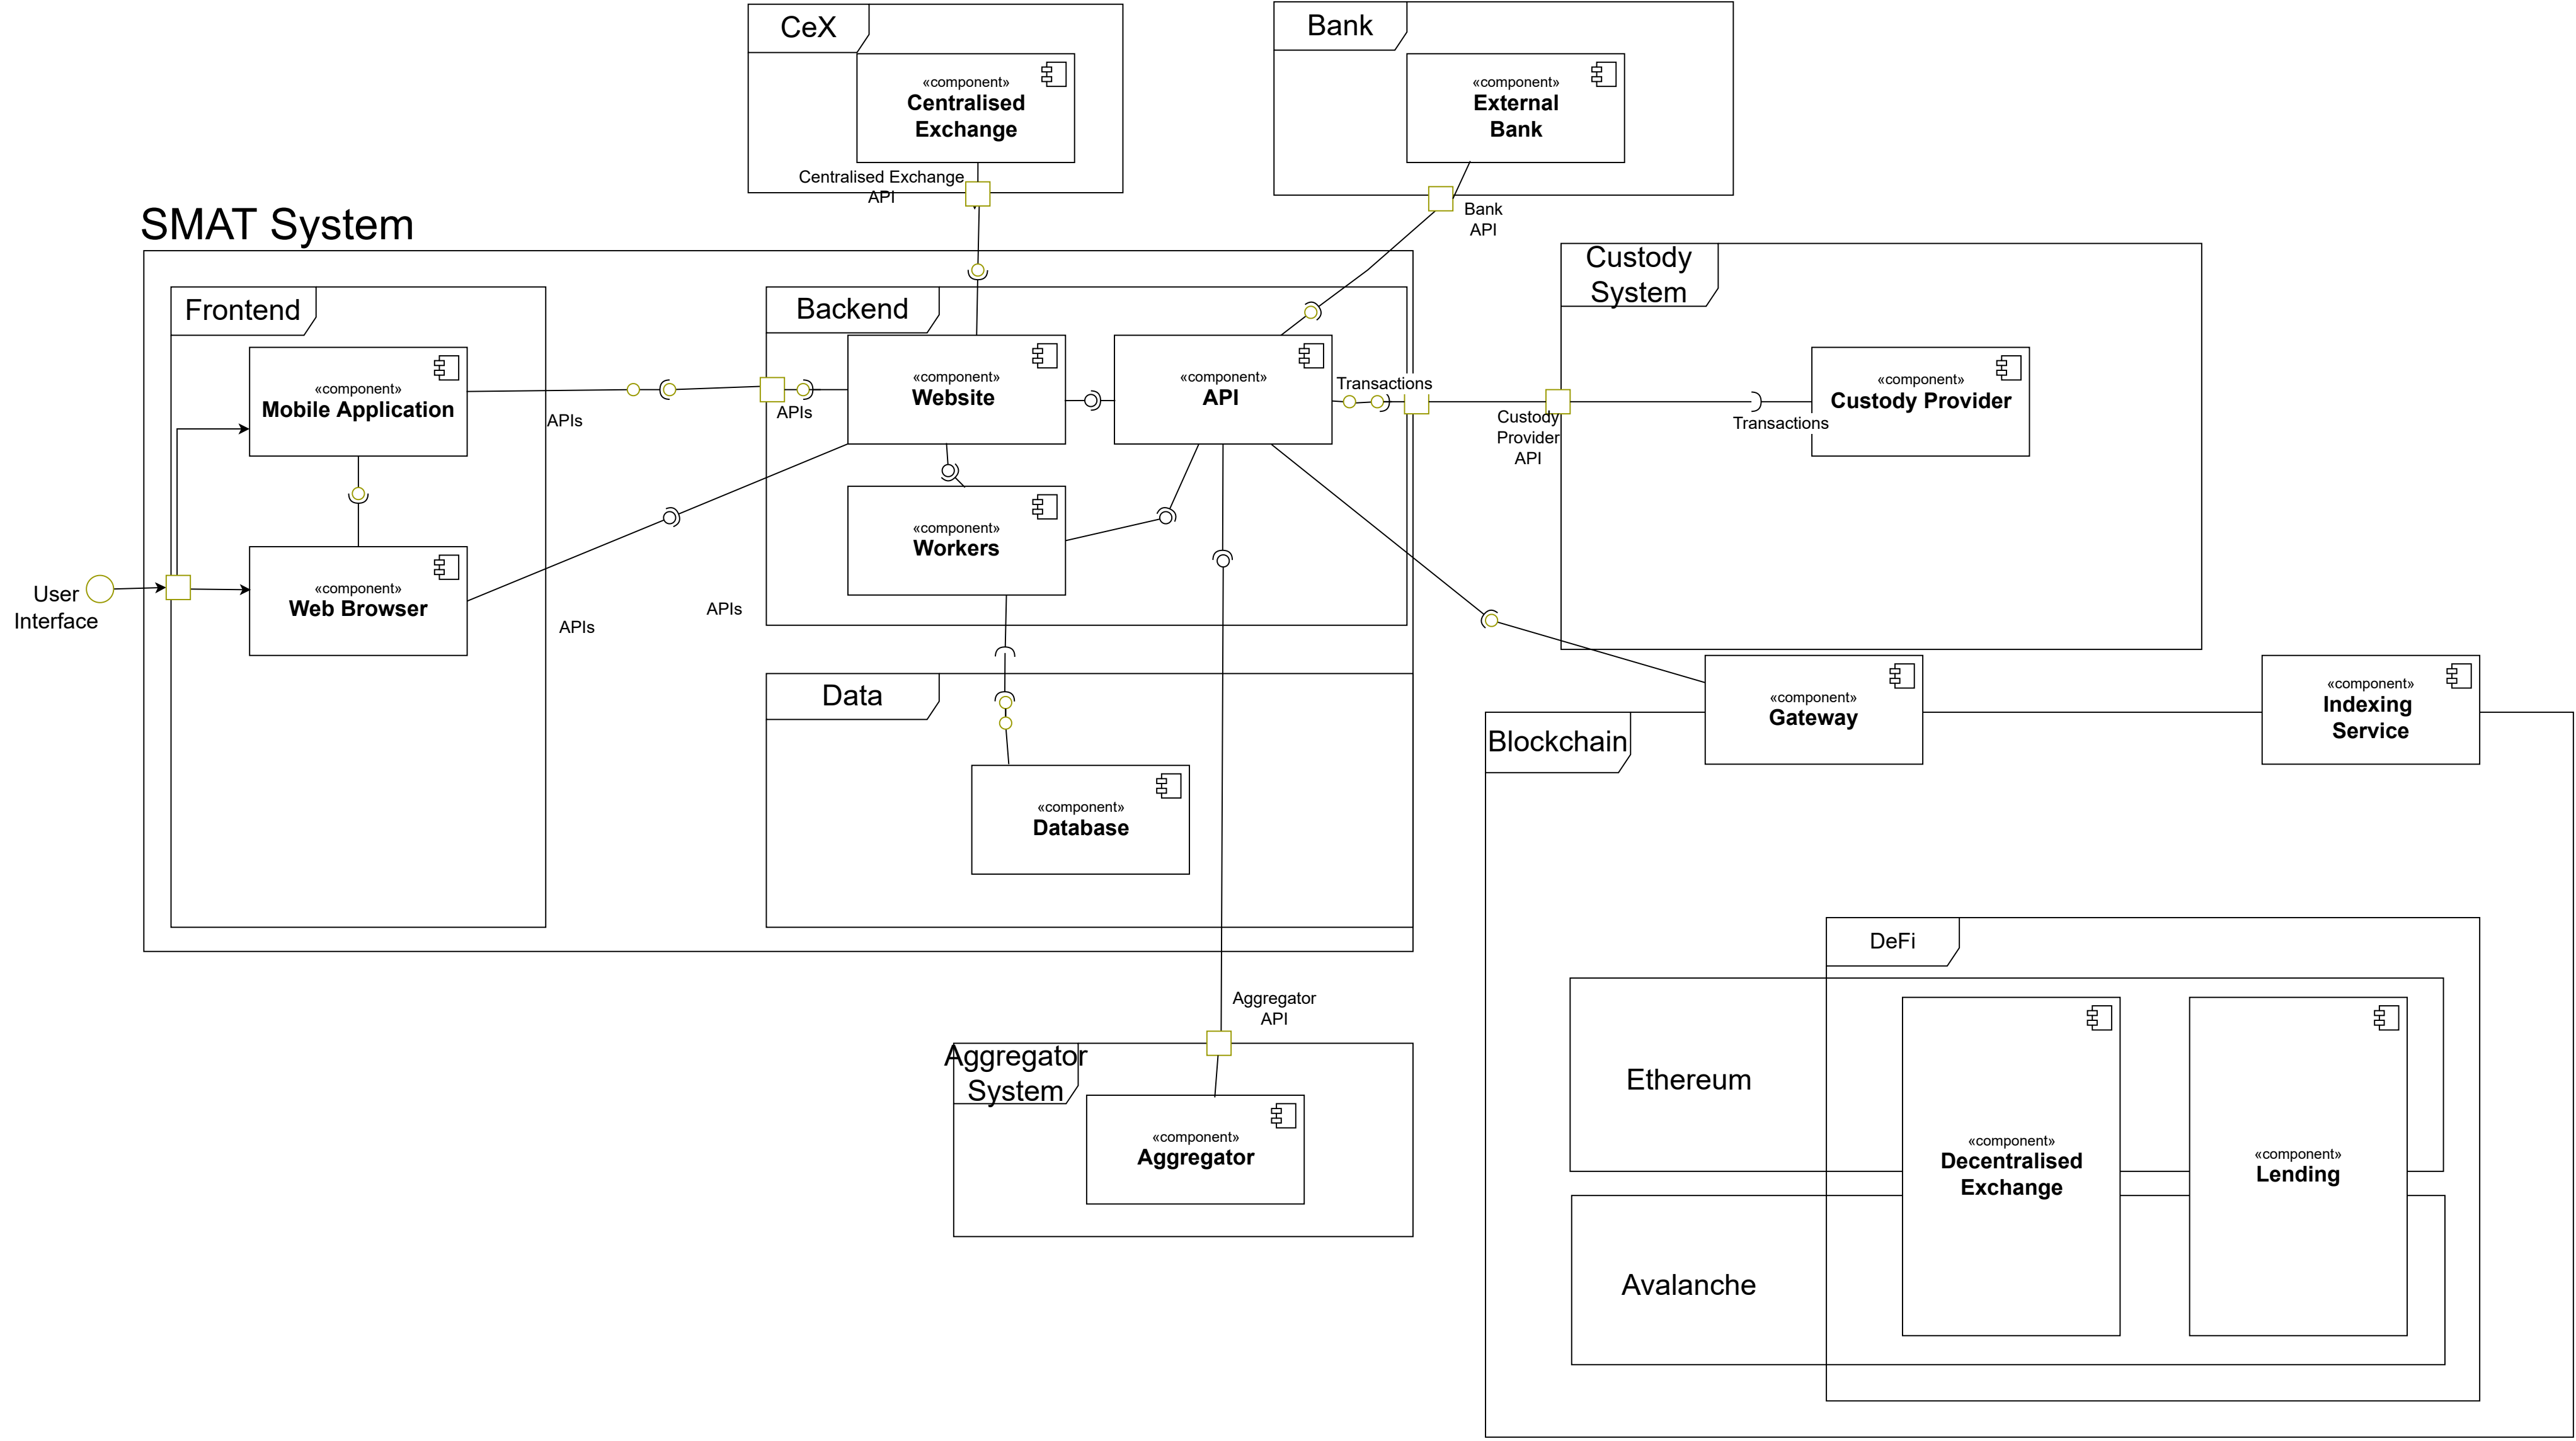 CeX
«component»
Centralised
Exchange
Centralised Exchange
API
Bank
«component»
External
Bank
Bank
API
SMAT System
Frontend
«component»
Mobile Application
APIs
«component»
Web Browser
APIs
User
Interface
Backend
APIs
«component»
Website
«component»
API
Transactions
«component»
Workers
APIs
Data
«component»
Database
Custody
System
Custody
Provider
API
Transactions
«component»
Custody Provider
Aggregator
API
Aggregator
System
«component»
Aggregator
Blockchain
«component»
Gateway
«component»
Indexing
Service
DeFi
Ethereum
Avalanche
«component»
Decentralised
Exchange
«component»
Lending